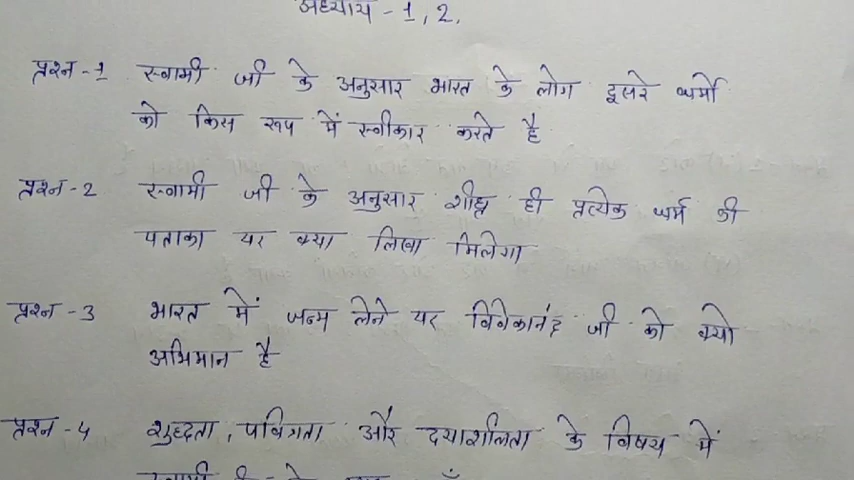 अध्याय - 1, 2.
प्रश्न -1 स्वामी जी के अनुसार भारत के लोग दूसरे धर्मो
को किस रूप में स्वीकार करते है
प्रश्न -2 स्वामी जी के अनुसार शीघ्र ही प्रत्येक धर्म की
पताका पर क्या लिखा मिलेगा
प्रश्न -3 भारत में जन्म लेने पर विवेकानंद जी को क्यो
अभिमान है
प्रश्न -4 शुध्दता, पवित्रता और दयाशीलता के विषय में